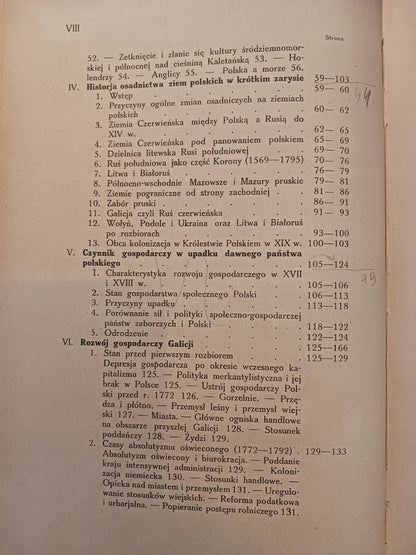 VIII
Strona
52. — Zetknięcie i zlanie się kultury śródziemnomor-
skiej i północnej nad cieśniną Kaletańską 53. — Ho-
lendrzy 54. — Anglicy 55. — Polska a morze 56.
IV. Historja osadnictwa ziem polskich w krótkim zarysie 59—103
1. Wstęp . . . . . . . 59— 60
2. Przyczyny ogólne zmian osadniczych na ziemiach
polskich . . . . . . . 60— 62
3. Ziemia Czerwieńska między Polską a Rusią do
XIV w. . . . . . . . 62— 65
4. Ziemia Czerwieńska pod panowaniem polskiem 65— 69
5. Dzielnica litewska Rusi południowej . . 69— 70
6. Ruś południowa jako część Korony (1569—1795) 70— 76
7. Litwa i Białoruś . . . . . . 76— 79
8. Północno-wschodnie Mazowsze i Mazury pruskie 79— 81
9. Ziemie pograniczne od strony zachodniej . . 81— 86
10. Zabór pruski . . . . . . 86— 91
11. Galicja czyli Ruś czerwieńska . . . . 91— 93
12. Wołyń, Podole i Ukraina oraz Litwa i Białoruś
po rozbiorach . . . . . . 93—100
13. Obca kolonizacja w Królestwie Polskiem w XIX w. 100—103
V. Czynnik gospodarczy w upadku dawnego państwa
polskiego . . . . . . . 105—124
1. Charakterystyka rozwoju gospodarczego w XVII
i XVIII w. . . . . . . . 105—106
2. Stan gospodarstwa społecznego Polski . . 106—113
3. Przyczyny upadku . . . . . . 113—118
4. Porównanie sił i polityki społeczno-gospodarczej
państw zaborczych i Polski . . . . 118—122
5. Odrodzenie . . . . . . . 122—124
VI. Rozwój gospodarczy Galicji . . . . 125—166
1. Stan przed pierwszym rozbiorem . . . 125—129
Depresja gospodarcza po okresie wczesnego ka-
pitalizmu 125. — Polityka merkantylistyczna i jej
brak w Polsce 125. — Ustrój gospodarczy Pol-
ski przed r. 1772 126. — Gorzelnie. — Przę-
dza i płótno. — Przemysł leśny i przemysł wiej-
ski 127. — Miasta. — Główne ogniska handlowe
na obszarze przyszłej Galicji 128. — Stosunek
poddańczy 128. — Żydzi 129.
2. Czasy absolutyzmu oświeconego (1772—1792) . 129—133
Absolutyzm oświecony i biurokracja. — Poddanie
kraju intensywnej administracji 129. — Koloni-
zacja niemiecka 130. — Stosunki handlowe. —
Opieka nad miastem i przemysłem 131. — Uregulo-
wanie stosunków wiejskich. — Reforma podatkowa
i urbarjalna. — Popieranie postępu rolniczego 131.
44
19